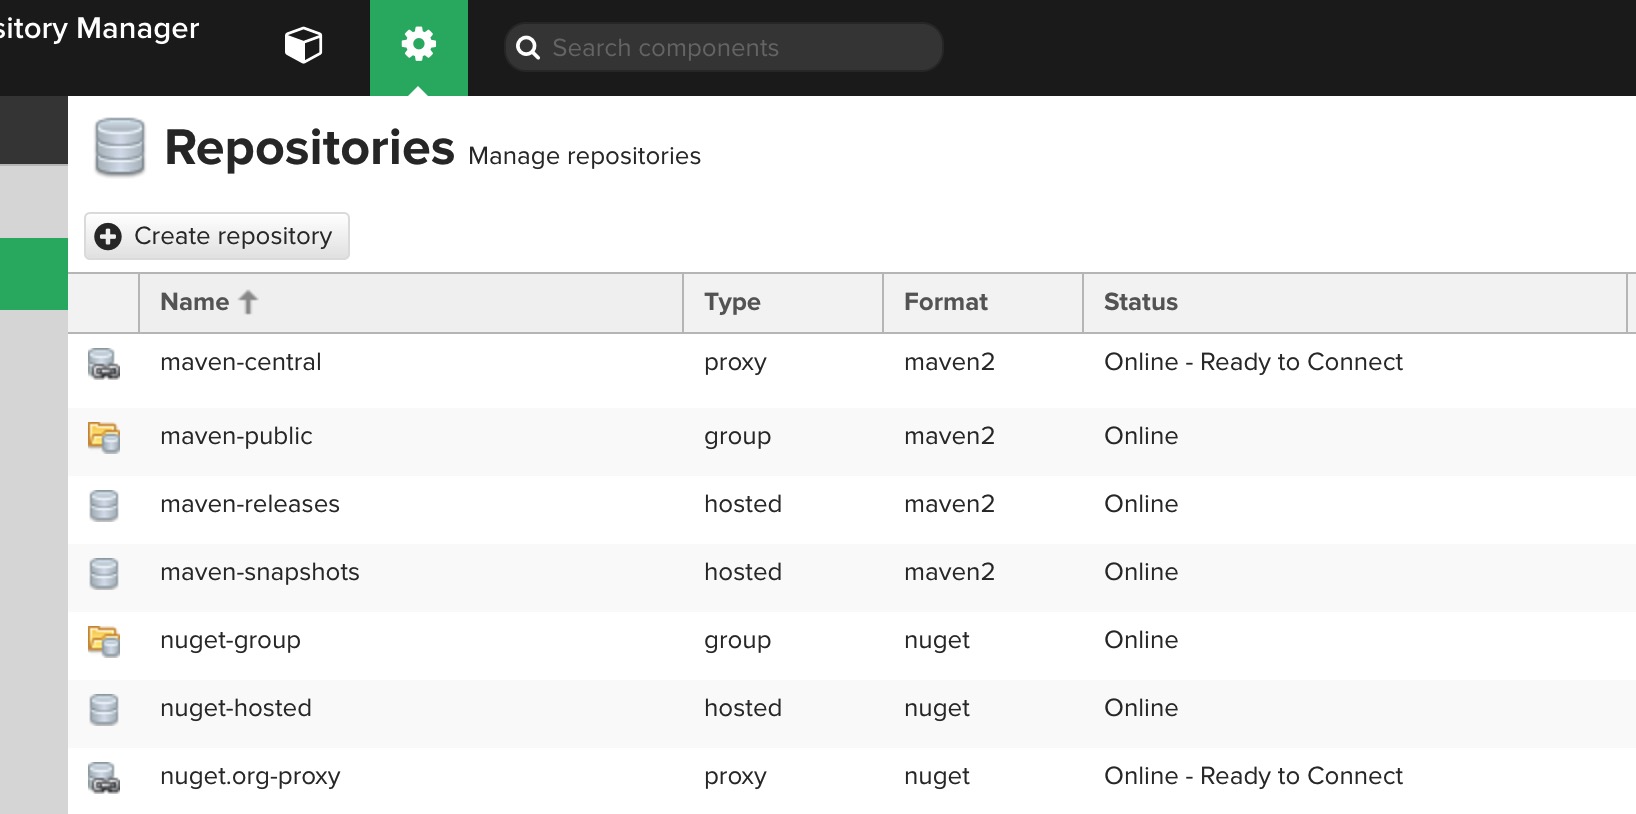 sitory Manager
Search components
Repositories Manage repositories
Create repository
Name Type Format Status
maven-central proxy maven2 Online - Ready to Connect
maven-public group maven2 Online
maven-releases hosted maven2 Online
maven-snapshots hosted maven2 Online
nuget-group group nuget Online
nuget-hosted hosted nuget Online
nuget.org-proxy proxy nuget Online - Ready to Connect